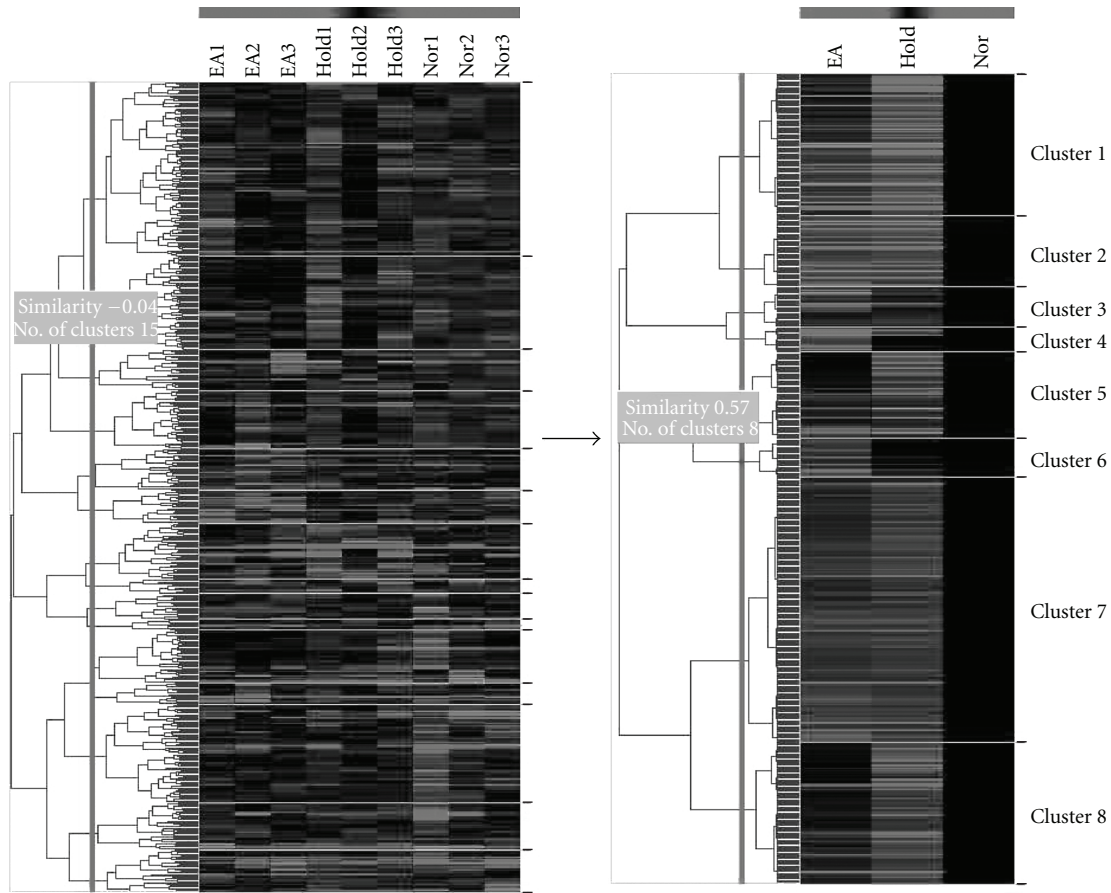 EA1
EA2
EA3
Hold1
Hold2
Hold3
Nor1
Nor2
Nor3
Similarity −0.04
No. of clusters 15
EA
Hold
Nor
Cluster 1
Cluster 2
Cluster 3
Cluster 4
Cluster 5
Similarity 0.57
No. of clusters 8
Cluster 6
Cluster 7
Cluster 8